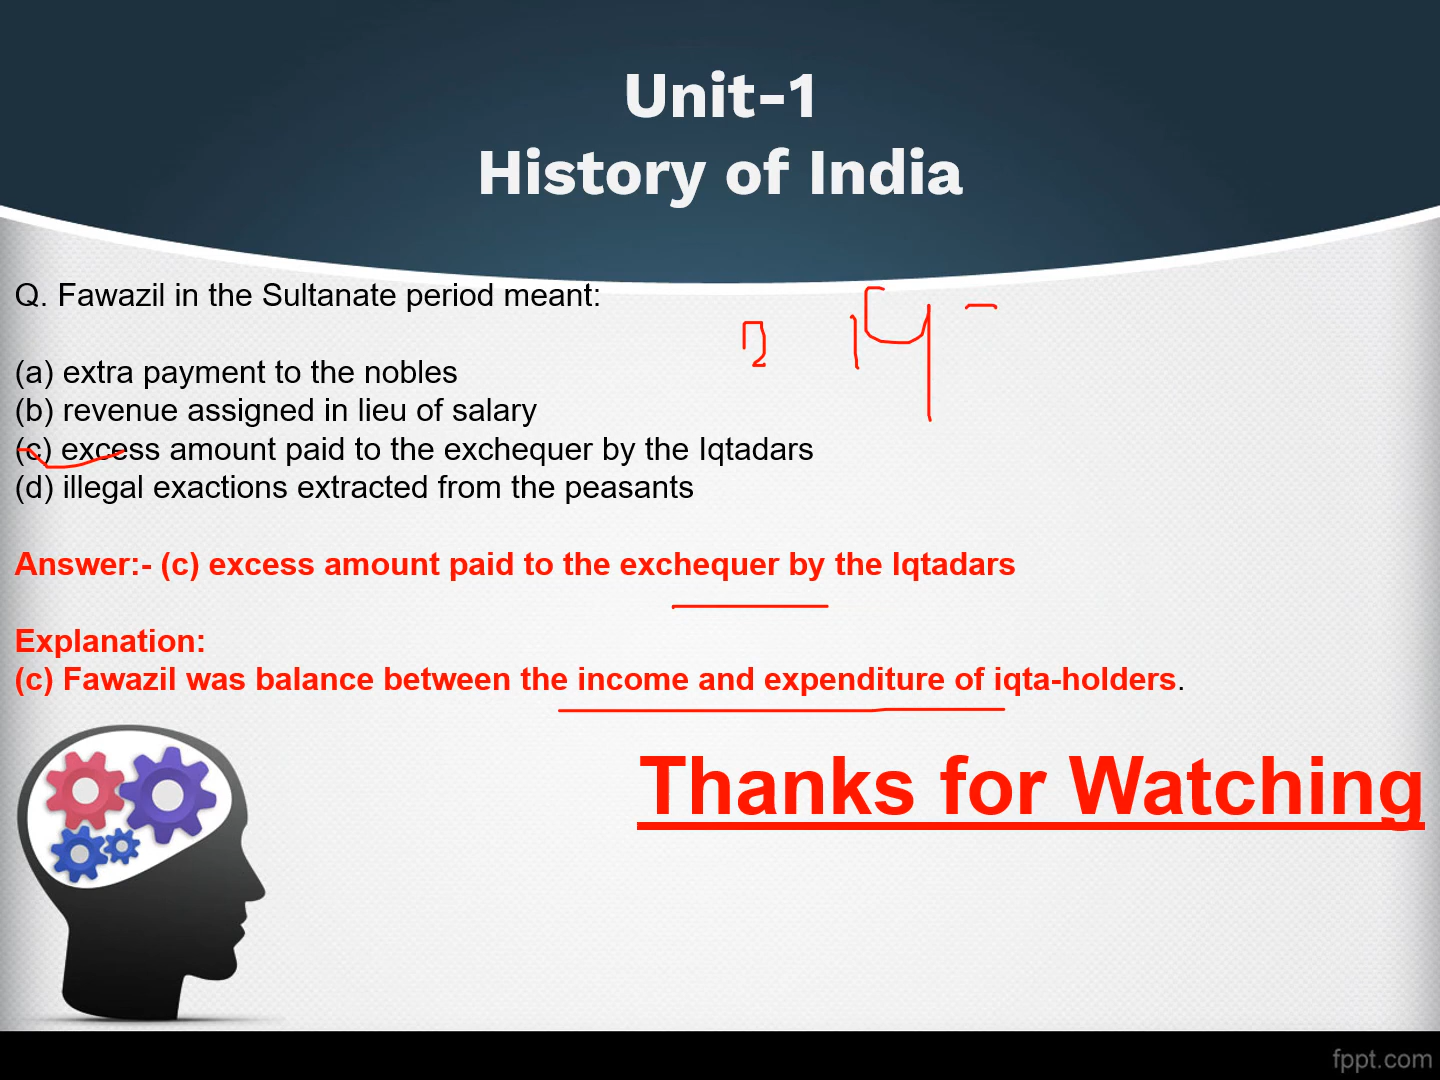 Unit-1
History of India
Q. Fawazil in the Sultanate period meant:
(a) extra payment to the nobles
(b) revenue assigned in lieu of salary
(c) excess amount paid to the exchequer by the Iqtadars
(d) illegal exactions extracted from the peasants
Answer:- (c) excess amount paid to the exchequer by the Iqtadars
Explanation:
(c) Fawazil was balance between the income and expenditure of iqta-holders.
Thanks for Watching
fppt.com